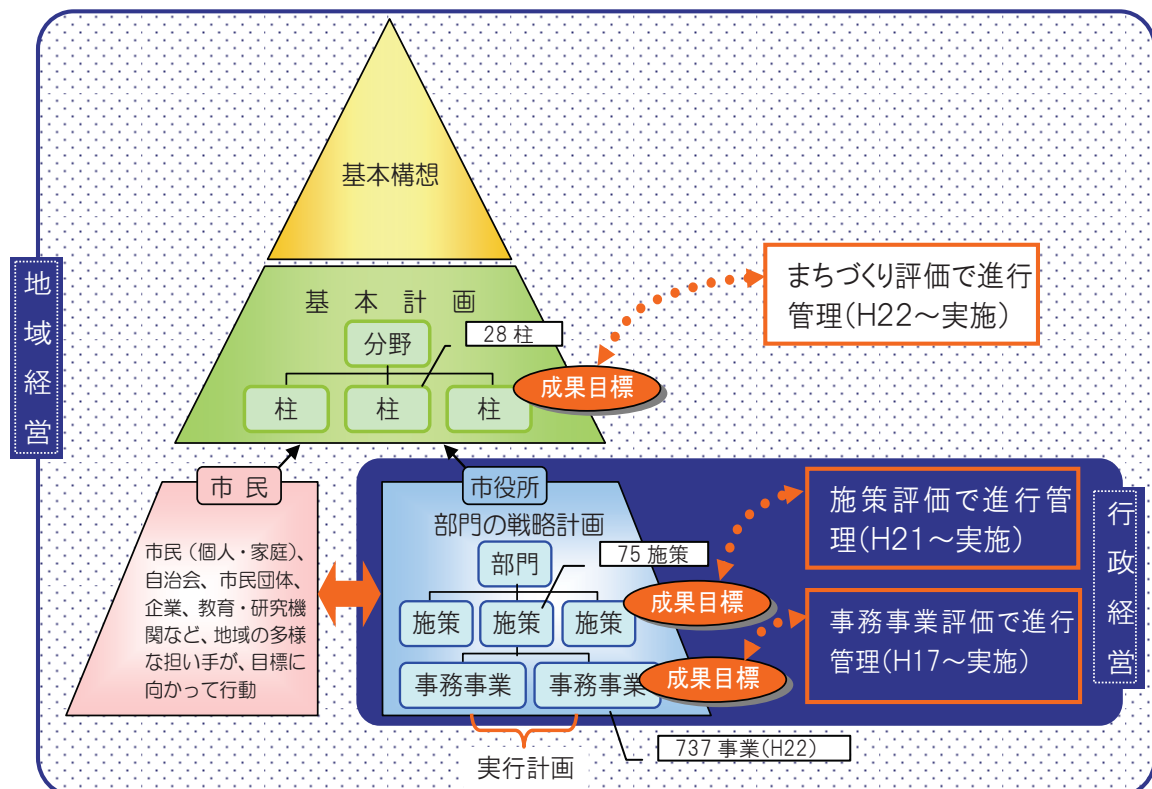 基本構想
地域経営
基本計画
分野
28 柱
柱 柱 柱
成果目標
まちづくり評価で進行
管理(H22～実施)
市民
市民(個人・家庭)、
自治会、市民団体、
企業、教育・研究機
関など、地域の多様
な担い手が、目標に
向かって行動
市役所
部門の戦略計画
部門
75 施策
施策 施策 施策
成果目標
施策評価で進行管
理(H21～実施)
事務事業 事務事業
成果目標
事務事業評価で進行
管理(H17～実施)
行政経営
737 事業(H22)
実行計画